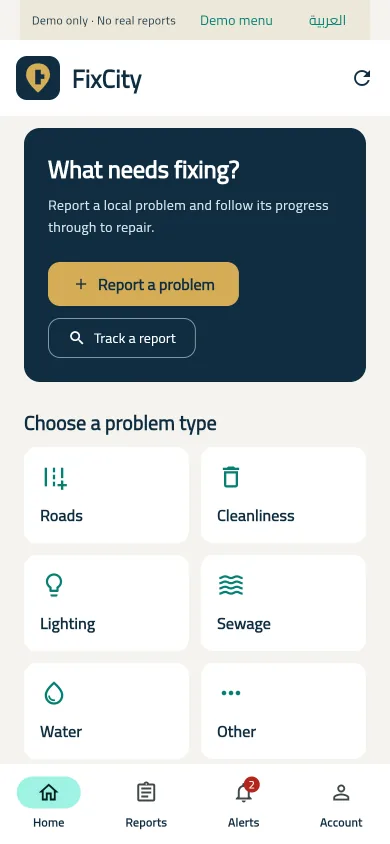 Demo only · No real reports
Demo menu
العربية
FixCity
What needs fixing?
Report a local problem and follow its progress
through to repair.
Report a problem
Track a report
Choose a problem type
Roads
Cleanliness
Lighting
Sewage
Water
Other
2
Home
Reports
Alerts
Account